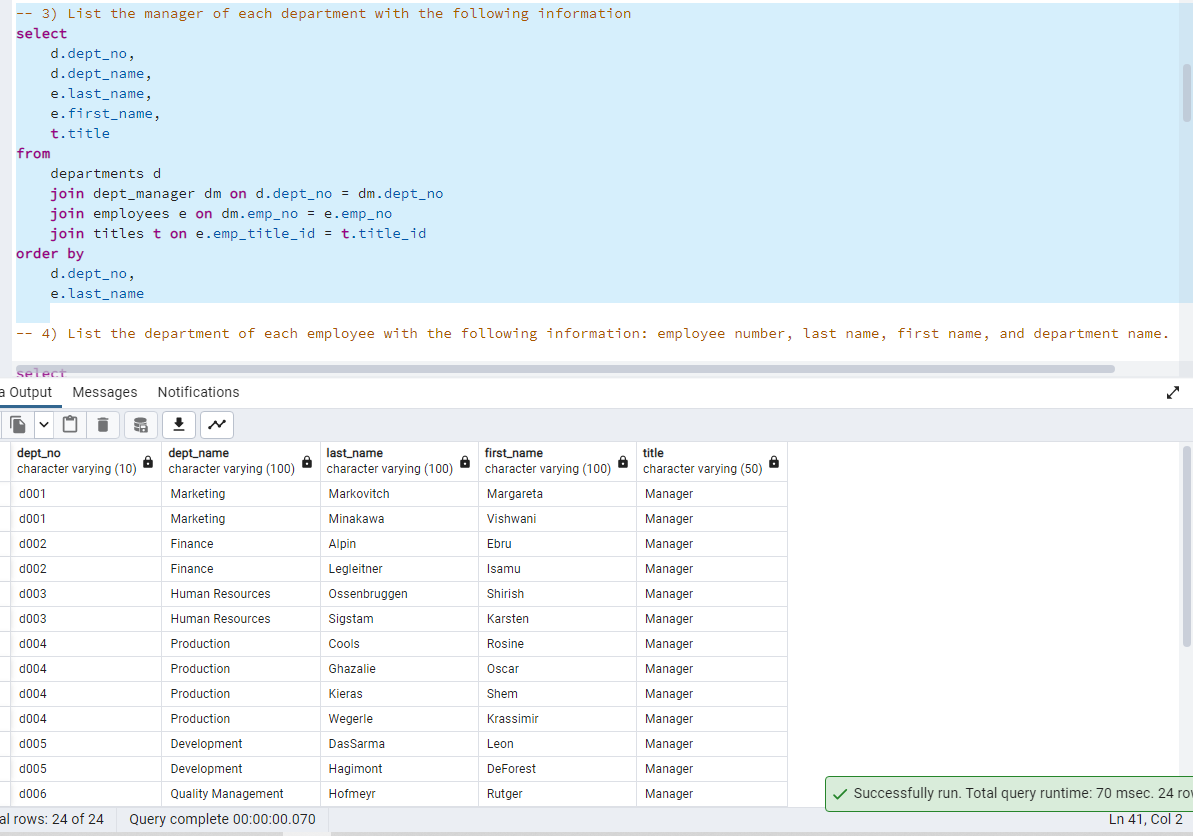 -- 3) List the manager of each department with the following information
select
d.dept_no,
d.dept_name,
e.last_name,
e.first_name,
t.title
from
departments d
join dept_manager dm on d.dept_no = dm.dept_no
join employees e on dm.emp_no = e.emp_no
join titles t on e.emp_title_id = t.title_id
order by
d.dept_no,
e.last_name
-- 4) List the department of each employee with the following information: employee number, last name, first name, and department name.
select
a Output Messages Notifications
dept_no dept_name last_name first_name title
character varying (10) character varying (100) character varying (100) character varying (100) character varying (50)
d001 Marketing Markovitch Margareta Manager
d001 Marketing Minakawa Vishwani Manager
d002 Finance Alpin Ebru Manager
d002 Finance Legleitner Isamu Manager
d003 Human Resources Ossenbruggen Shirish Manager
d003 Human Resources Sigstam Karsten Manager
d004 Production Cools Rosine Manager
d004 Production Ghazalie Oscar Manager
d004 Production Kieras Shem Manager
d004 Production Wegerle Krassimir Manager
d005 Development DasSarma Leon Manager
d005 Development Hagimont DeForest Manager
d006 Quality Management Hofmeyr Rutger Manager
Successfully run. Total query runtime: 70 msec. 24 rov
al rows: 24 of 24 Query complete 00:00:00.070 Ln 41, Col 2